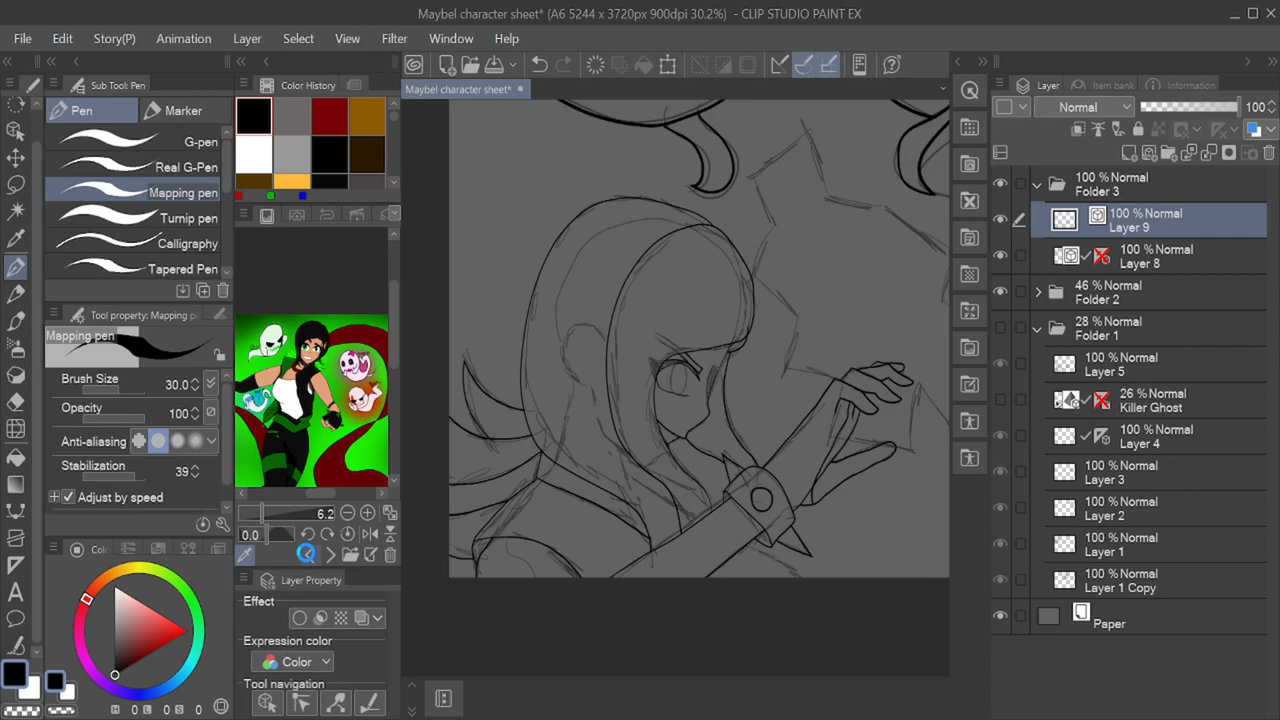 Maybel character sheet* (A6 5244 x 3720px 900dpi 30.2%) - CLIP STUDIO PAINT EX
File Edit Story(P) Animation Layer Select View Filter Window Help
Sub Tool: Pen
Color History
Maybel character sheet*
Layer
Item bank
Information
Pen
Marker
Normal
100
G-pen
Real G-Pen
Mapping pen
Turnip pen
Calligraphy
Tapered Pen
Tool property: Mapping p
Mapping pen
Brush Size 30.0
Opacity 100
Anti-aliasing
Stabilization 39
Adjust by speed
6.2
0.0
Layer Property
Effect
Expression color
Color
Tool navigation
H 0 L 0 S 0
100 % Normal
Folder 3
100 % Normal
Layer 9
100 % Normal
Layer 8
46 % Normal
Folder 2
28 % Normal
Folder 1
100 % Normal
Layer 5
26 % Normal
Killer Ghost
100 % Normal
Layer 4
100 % Normal
Layer 3
100 % Normal
Layer 2
100 % Normal
Layer 1
100 % Normal
Layer 1 Copy
Paper